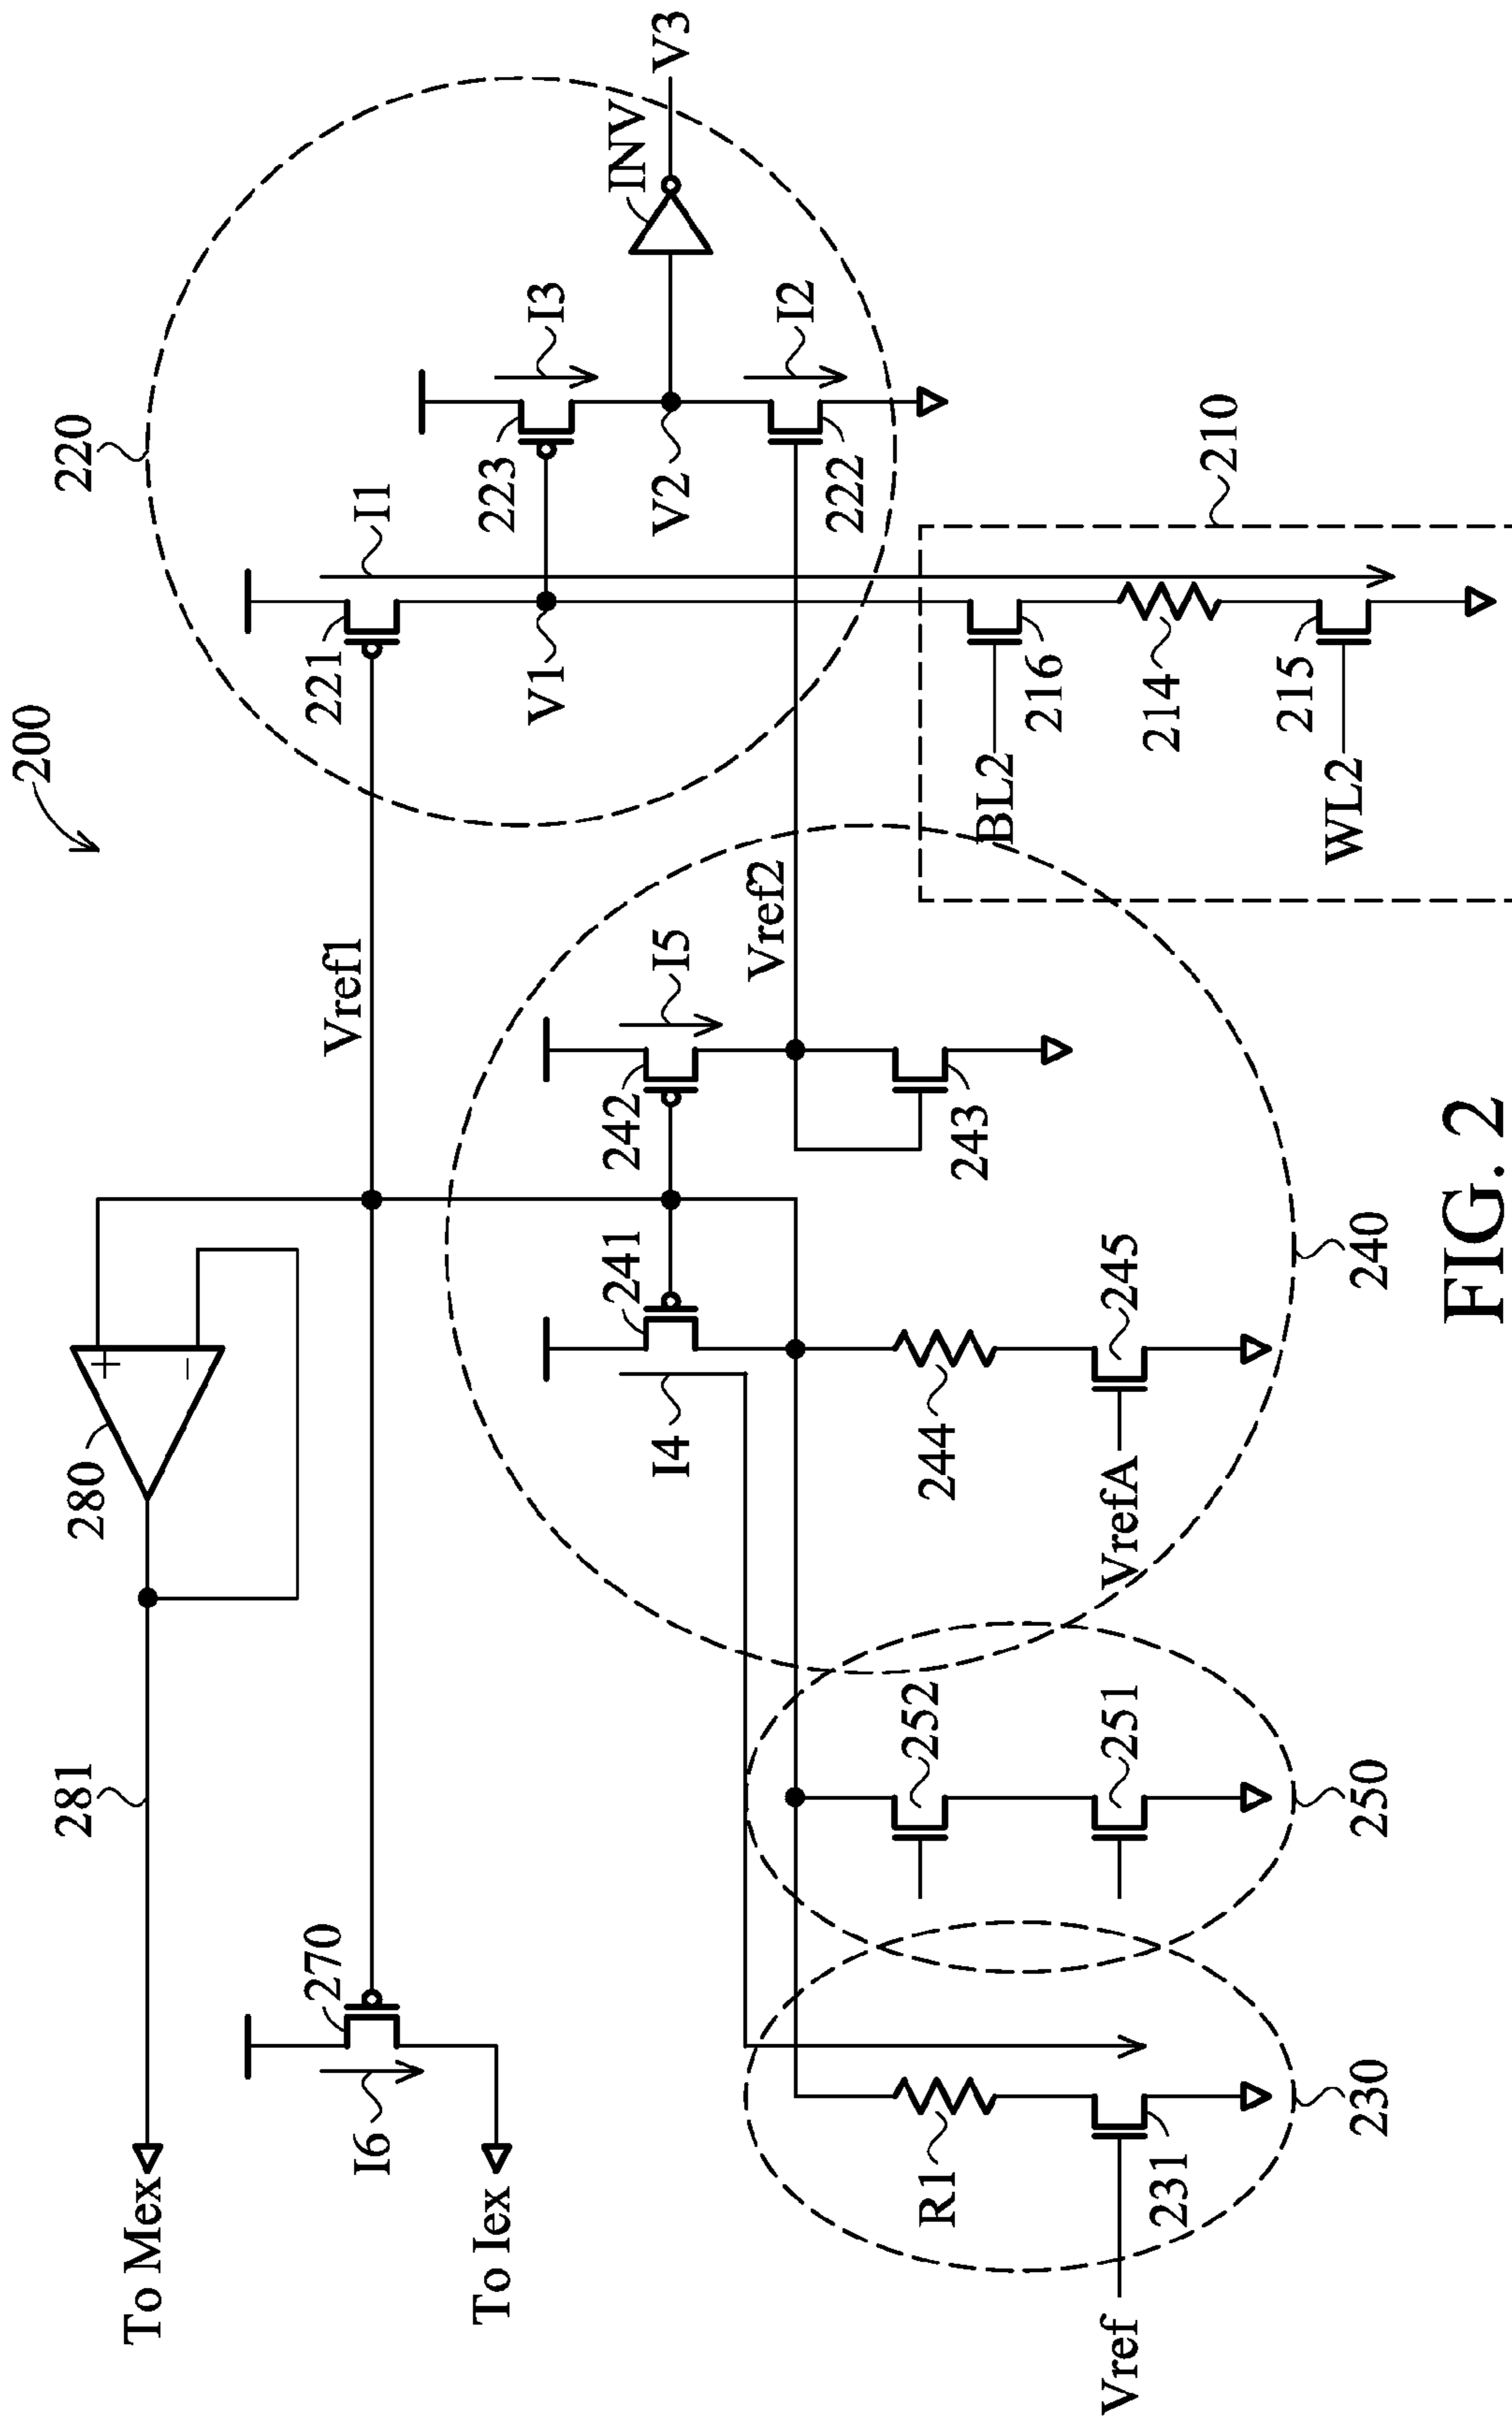 200
220
I1
I3
INV
V3
223
V2
I2
222
221
V1
210
216
214
215
BL2
WL2
Vref1
Vref2
I5
242
243
241
I4
244
245
VrefA
240
280
281
To Mex
270
I6
To Iex
252
251
250
R1
231
Vref
230
FIG. 2
+
−